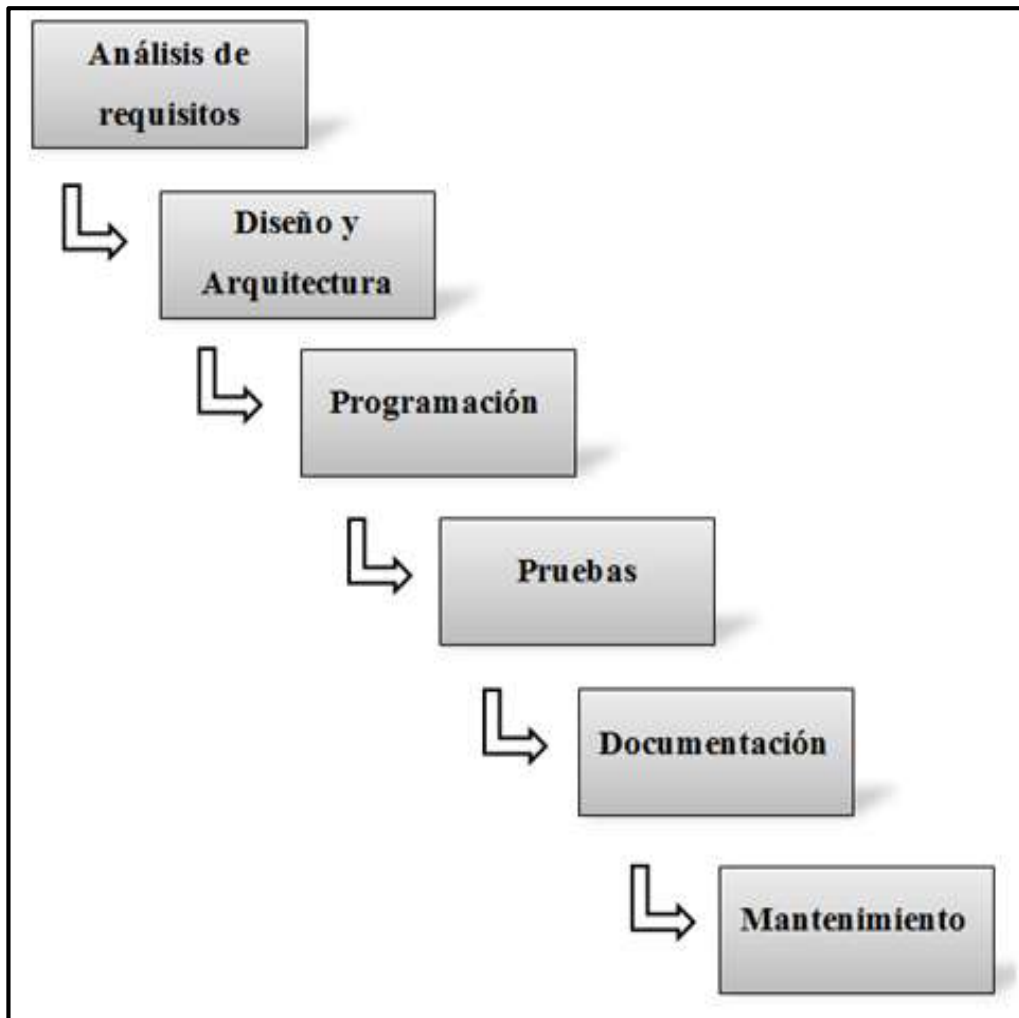 Análisis de
requisitos
Diseño y
Arquitectura
Programación
Pruebas
Documentación
Mantenimiento